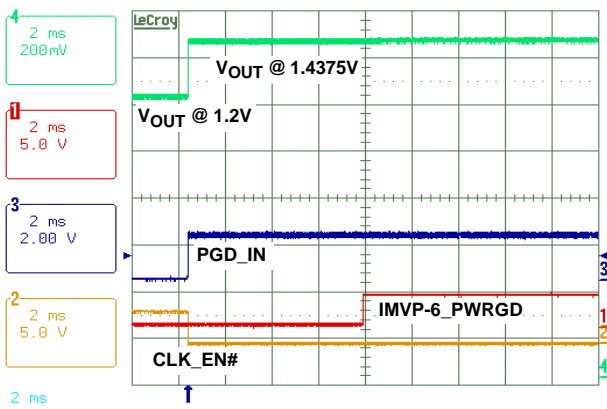 LeCroy
4
2 ms
200mV
VOUT @ 1.4375V
VOUT @ 1.2V
1
2 ms
5.0 V
3
2 ms
2.00 V
PGD_IN
3
2
2 ms
5.0 V
IMVP-6_PWRGD
1
2
CLK_EN#
4
2 ms